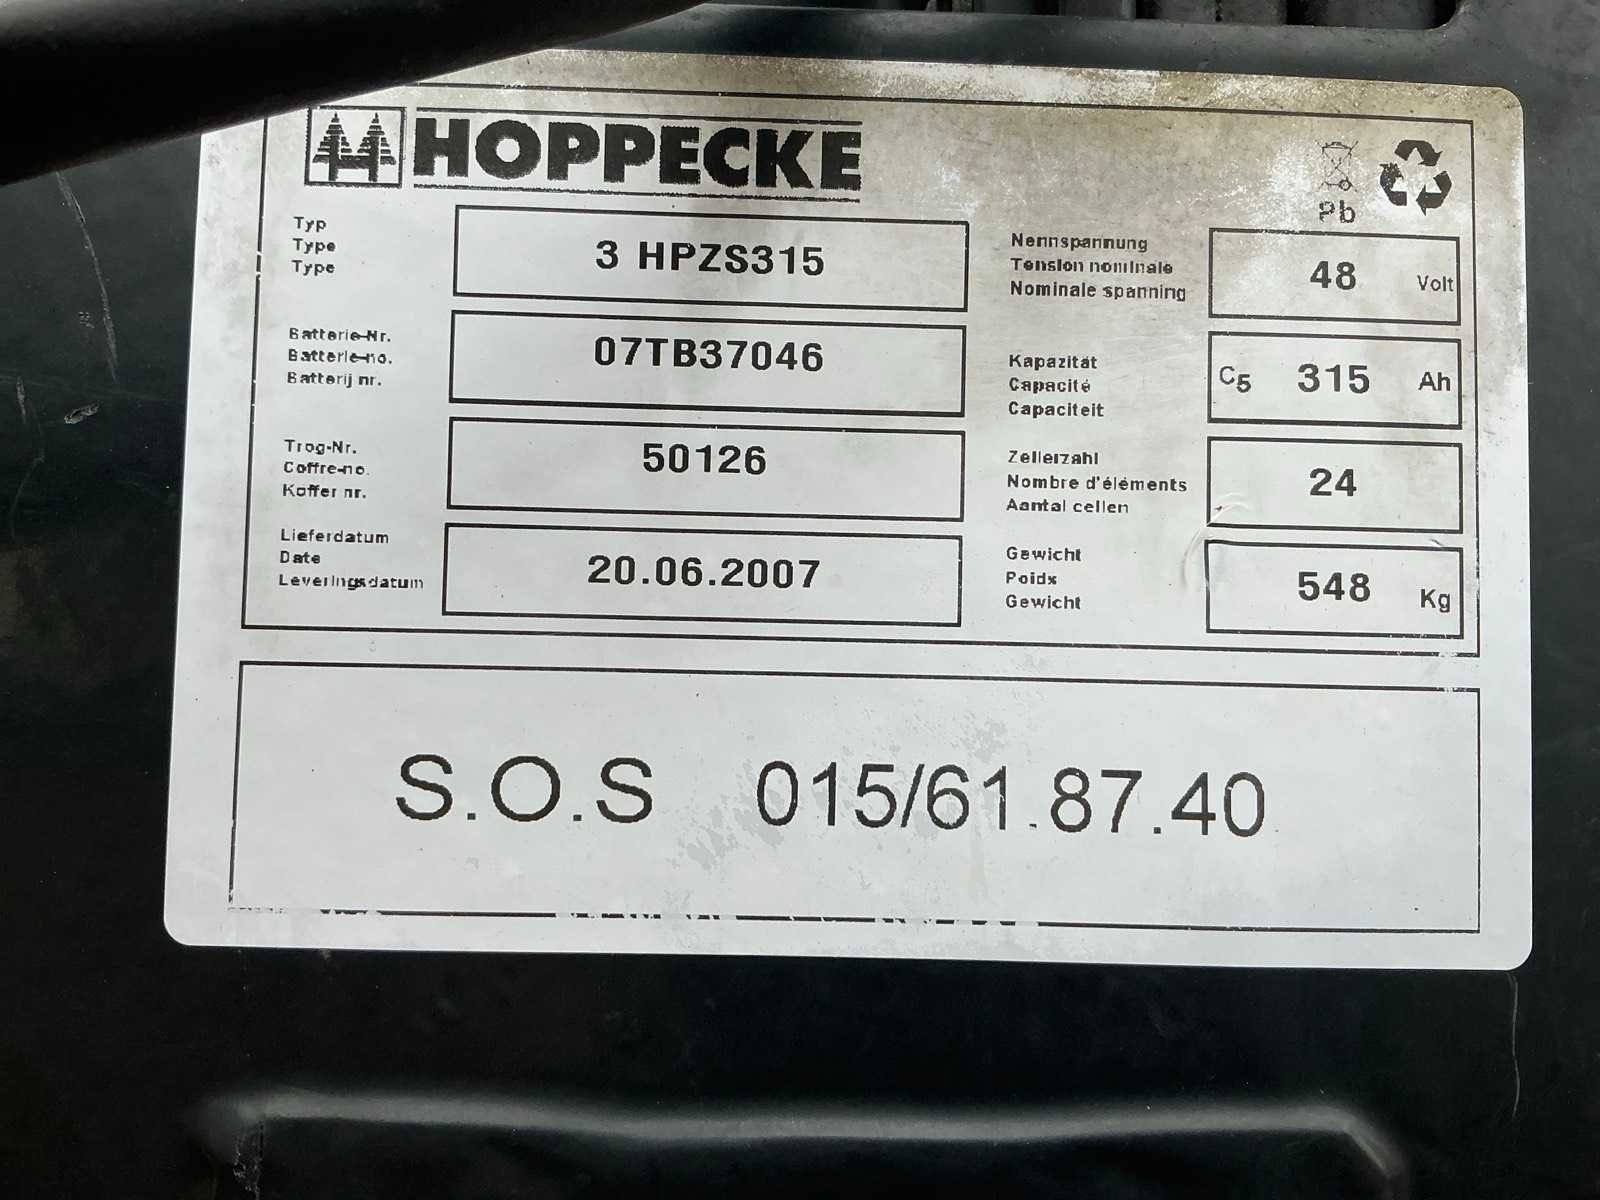 HOPPECKE
Pb
Typ
Type
Type
3 HPZS315
Nennspannung
Tension nominale
Nominale spanning
48 Volt
Batterie-Nr.
Batterie-no.
Batterij nr.
07TB37046
Kapazität
Capacité
Capaciteit
C5 315 Ah
Trog-Nr.
Coffre-no.
Koffer nr.
50126
Zellenzahl
Nombre d'éléments
Aantal cellen
24
Lieferdatum
Date
Leveringsdatum
20.06.2007
Gewicht
Poids
Gewicht
548 Kg
S.O.S 015/61.87.40